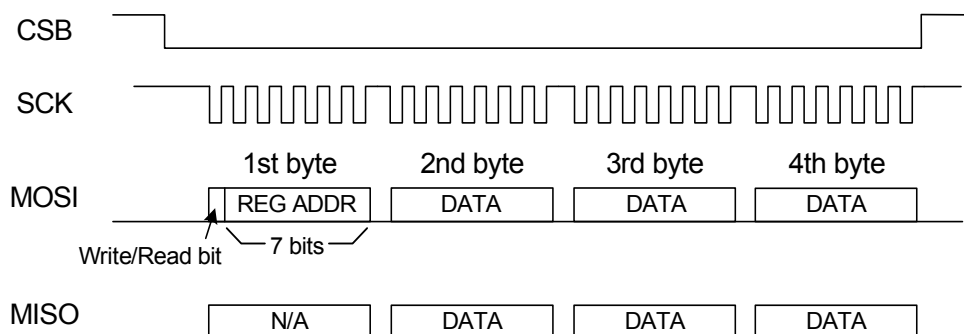 CSB
SCK
1st byte 2nd byte 3rd byte 4th byte
MOSI REG ADDR DATA DATA DATA
Write/Read bit 7 bits
MISO N/A DATA DATA DATA